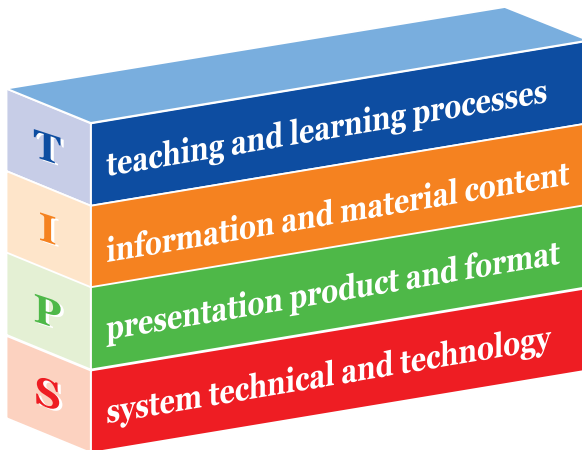 T teaching and learning processes
I information and material content
P presentation product and format
S system technical and technology